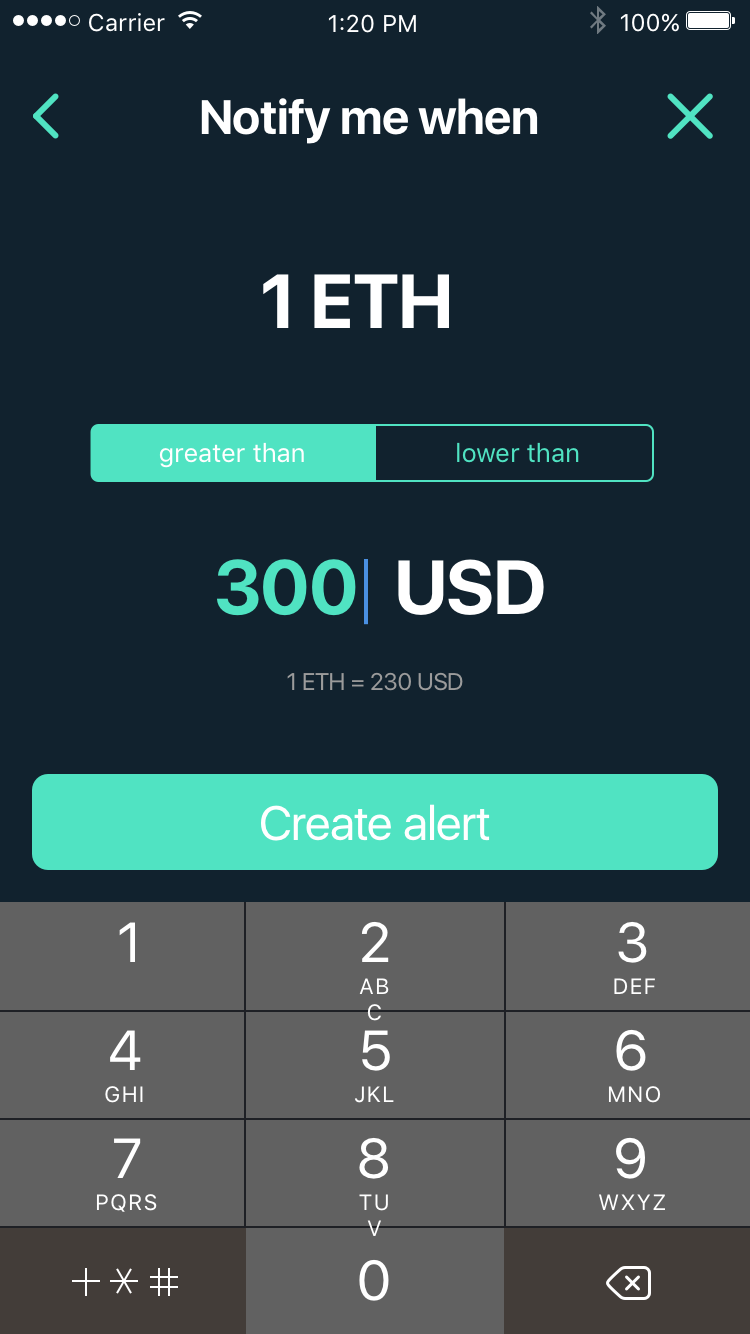 Carrier 1:20 PM 100%
Notify me when
1 ETH
greater than lower than
300 USD
1 ETH = 230 USD
Create alert
1 2 3
AB DEF
C
4 5 6
GHI JKL MNO
7 8 9
PQRS TU WXYZ
V
+ * # 0